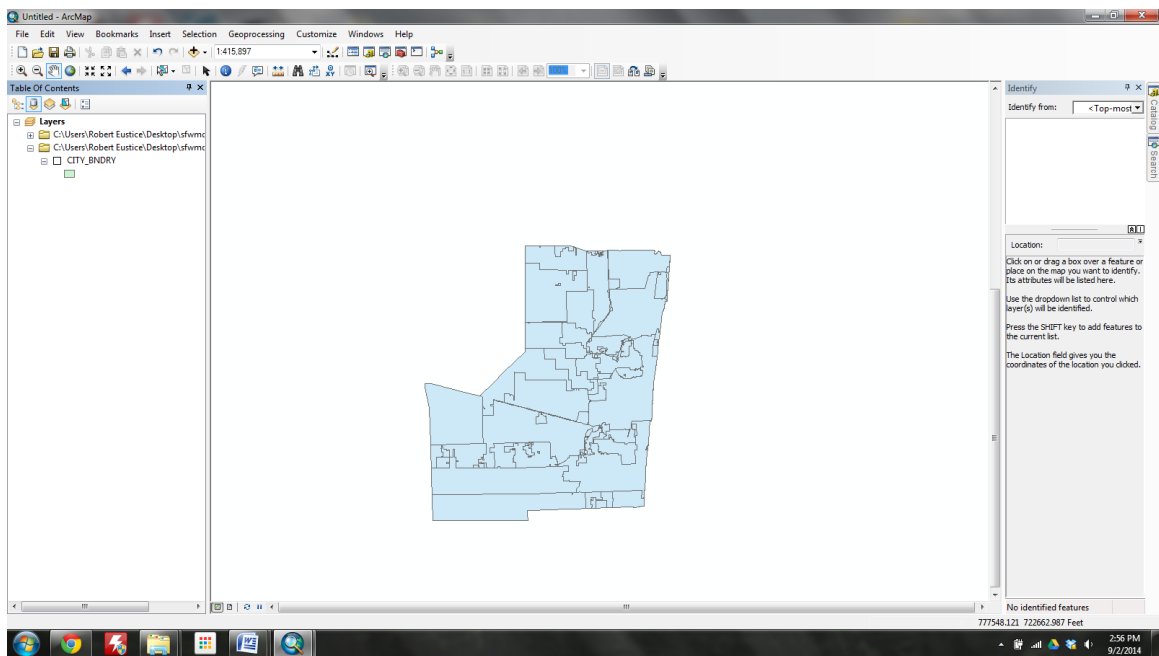 Untitled - ArcMap
File Edit View Bookmarks Insert Selection Geoprocessing Customize Windows Help
1:415,897
100%
Table Of Contents
Layers
C:\Users\Robert Eustice\Desktop\sfwmd
C:\Users\Robert Eustice\Desktop\sfwmd
CITY_BNDRY
Identify
Identify from: <Top-most
Location:
Click on or drag a box over a feature or
place on the map you want to identify.
Its attributes will be listed here.
Use the dropdown list to control which
layer(s) will be identified.
Press the SHIFT key to add features to
the current list.
The Location field gives you the
coordinates of the location you clicked.
No identified features
Catalog
Search
777548.121 722662.987 Feet
2:56 PM
9/2/2014